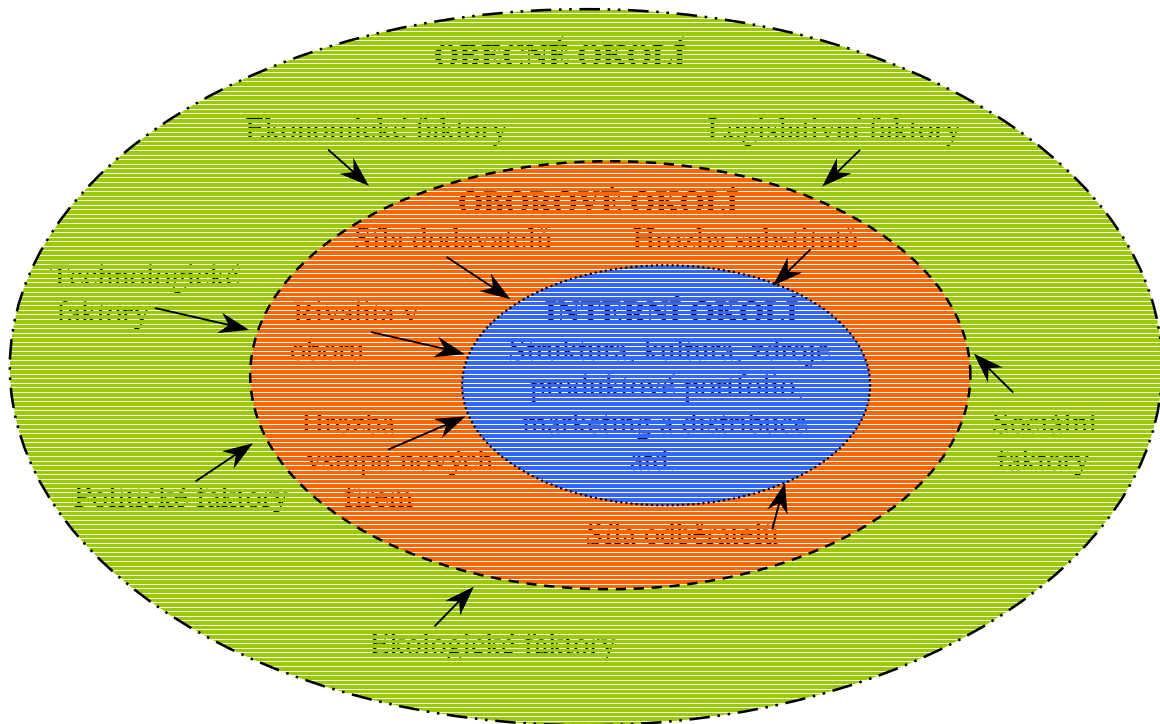 OBECNÉ OKOLÍ
Ekonomické faktory
Legislativní faktory
OBOROVÉ OKOLÍ
Síla dodavatelů
Hrozba substitutů
Technologické
faktory
INTERNÍ OKOLÍ
Rivalita v
oboru
Struktura, kultura, zdroje,
produktové portfolio,
marketing a distribuce
atd.
Hrozba
vstupu nových
firem
Sociální
faktory
Politické faktory
Síla odběratelů
Ekologické faktory